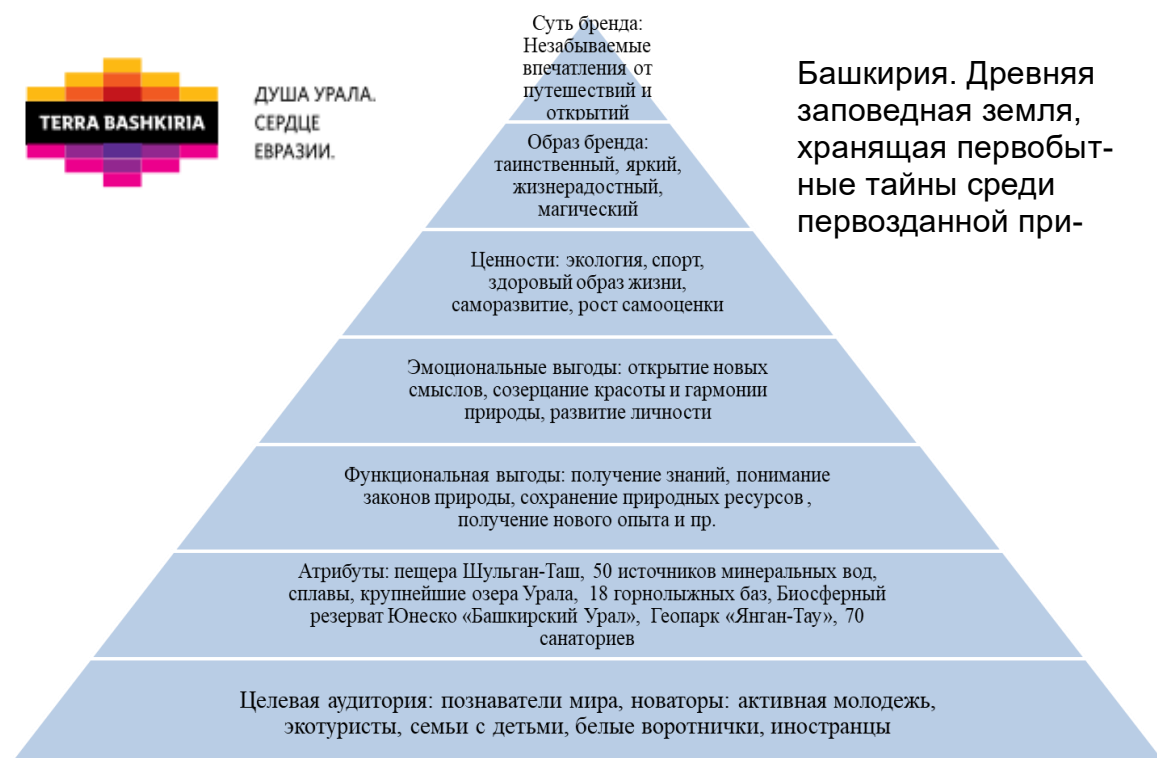 TERRA BASHKIRIA
ДУША УРАЛА.
СЕРДЦЕ
ЕВРАЗИИ.
Суть бренда:
Незабываемые
впечатления от
путешествий и
открытий
Образ бренда:
таинственный, яркий,
жизнерадостный,
магический
Ценности: экология, спорт,
здоровый образ жизни,
саморазвитие, рост самооценки
Эмоциональные выгоды: открытие новых
смыслов, созерцание красоты и гармонии
природы, развитие личности
Функциональная выгоды: получение знаний, понимание
законов природы, сохранение природных ресурсов ,
получение нового опыта и пр.
Атрибуты: пещера Шульган-Таш, 50 источников минеральных вод,
сплавы, крупнейшие озера Урала, 18 горнолыжных баз, Биосферный
резерват Юнеско «Башкирский Урал», Геопарк «Янган-Тау», 70
санаториев
Целевая аудитория: познаватели мира, новаторы: активная молодежь,
экотуристы, семьи с детьми, белые воротнички, иностранцы
Башкирия. Древняя
заповедная земля,
хранящая первобыт-
ные тайны среди
первозданной при-